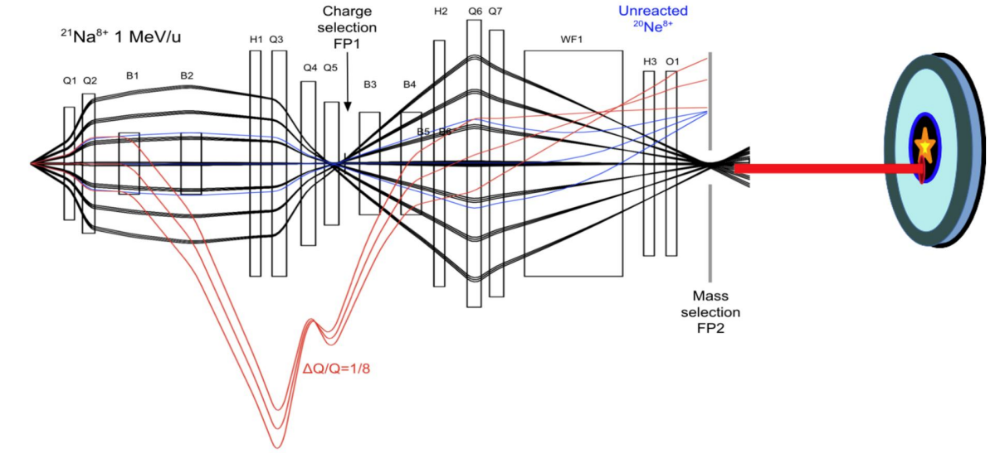 ²¹Na⁸⁺ 1 MeV/u
Charge
selection
FP1
Unreacted
²⁰Ne⁸⁺
Q1
Q2
B1
B2
H1
Q3
Q4
Q5
B3
B4
B5
B6
H2
Q6
Q7
WF1
H3
O1
ΔQ/Q=1/8
Mass
selection
FP2